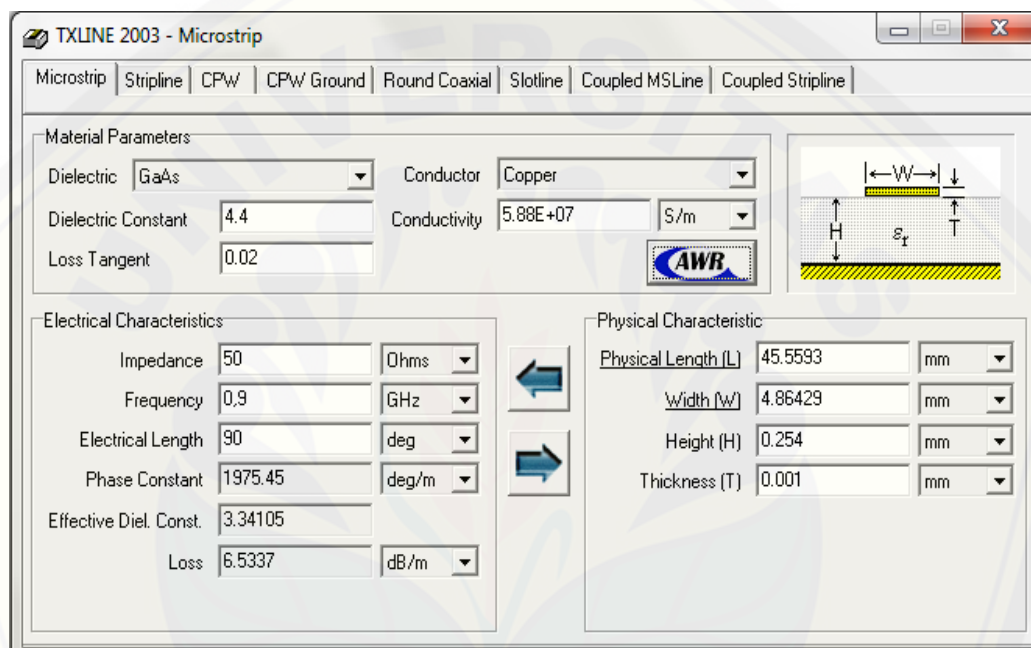 TXLINE 2003 - Microstrip
Microstrip Stripline CPW CPW Ground Round Coaxial Slotline Coupled MSLine Coupled Stripline
Material Parameters
Dielectric GaAs Conductor Copper
Dielectric Constant 4.4 Conductivity 5.88E+07 S/m
Loss Tangent 0.02
AWR
W
H
εr
T
Electrical Characteristics
Impedance 50 Ohms
Frequency 0,9 GHz
Electrical Length 90 deg
Phase Constant 1975.45 deg/m
Effective Diel. Const. 3.34105
Loss 6.5337 dB/m
Physical Characteristic
Physical Length (L) 45.5593 mm
Width (W) 4.86429 mm
Height (H) 0.254 mm
Thickness (T) 0.001 mm
UNIVERSITAS